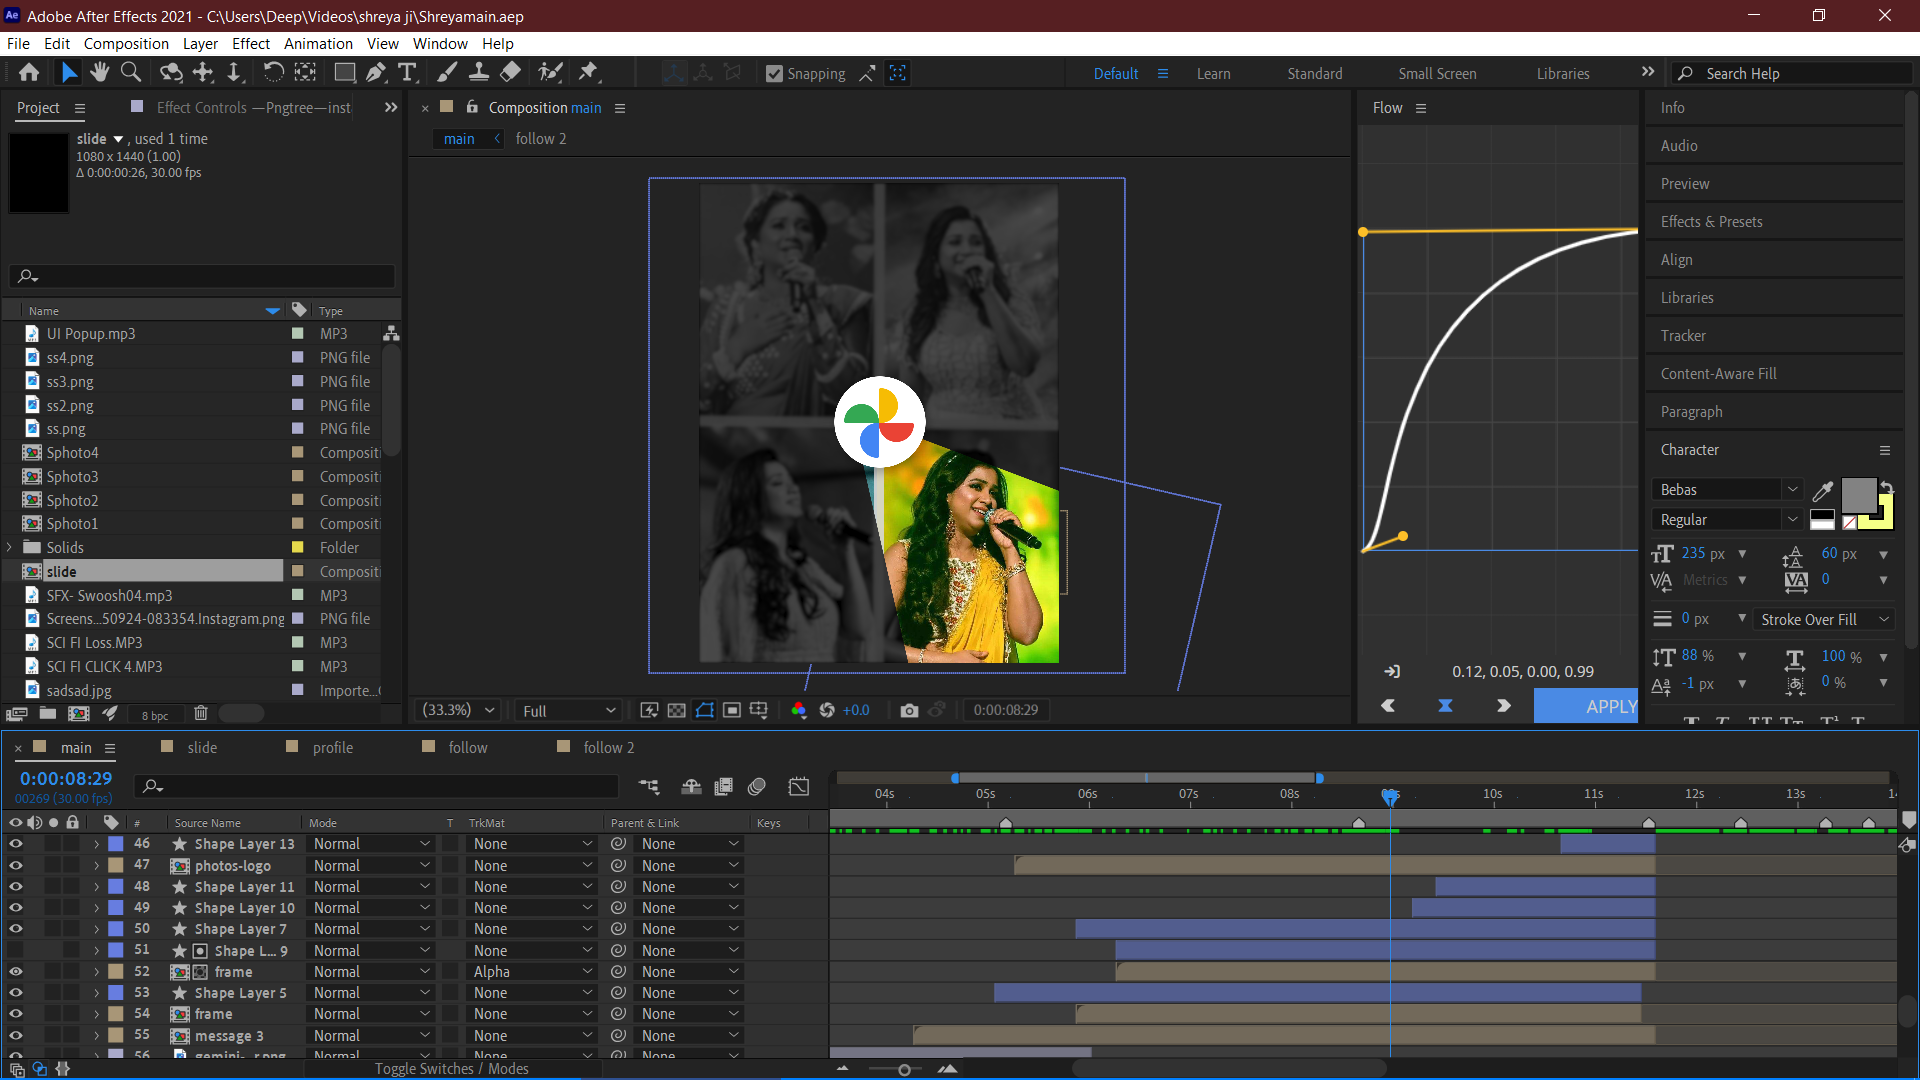 Adobe After Effects 2021 - C:\Users\Deep\Videos\shreya ji\Shreyamain.aep
File Edit Composition Layer Effect Animation View Window Help
Snapping Default Learn Standard Small Screen Libraries Search Help
Project Effect Controls —Pngtree—inst
Composition main
Flow
Info
slide , used 1 time
1080 x 1440 (1.00)
Δ 0:00:00:26, 30.00 fps
main follow 2
Audio
Preview
Effects & Presets
Align
Libraries
Tracker
Content-Aware Fill
Paragraph
Character
Name Type
UI Popup.mp3 MP3
ss4.png PNG file
ss3.png PNG file
ss2.png PNG file
ss.png PNG file
Sphoto4 Compositi
Sphoto3 Compositi
Sphoto2 Compositi
Sphoto1 Compositi
Solids Folder
slide Compositi
SFX- Swoosh04.mp3 MP3
Screens...50924-083354.Instagram.png PNG file
SCI FI Loss.MP3 MP3
SCI FI CLICK 4.MP3 MP3
sadsad.jpg Importe...
8 bpc
(33.3%) Full +0.0 0:00:08:29
0.12, 0.05, 0.00, 0.99
APPLY
Bebas
Regular
235 px 60 px
Metrics 0
0 px Stroke Over Fill
88 % 100 %
-1 px 0 %
main slide profile follow follow 2
0:00:08:29
00269 (30.00 fps)
04s 05s 06s 07s 08s 10s 11s 12s 13s
# Source Name Mode T TrkMat Parent & Link Keys
46 Shape Layer 13 Normal None None
47 photos-logo Normal None None
48 Shape Layer 11 Normal None None
49 Shape Layer 10 Normal None None
50 Shape Layer 7 Normal None None
51 Shape L... 9 Normal None None
52 frame Normal Alpha None
53 Shape Layer 5 Normal None None
54 frame Normal None None
55 message 3 Normal None None
Toggle Switches / Modes